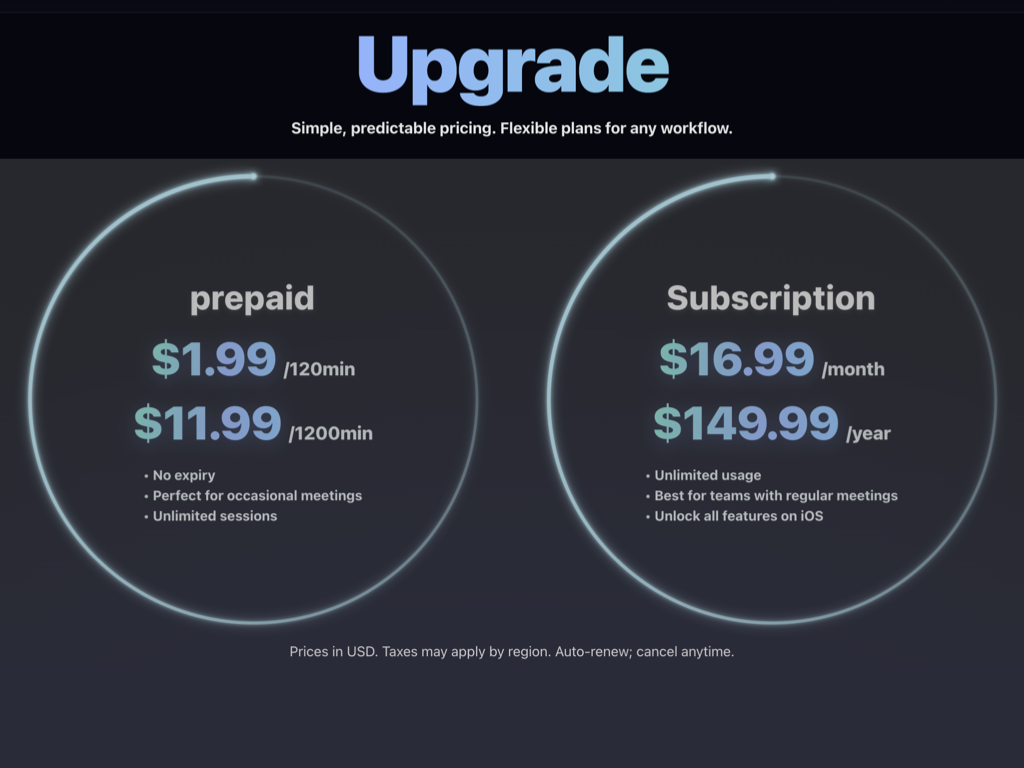 Upgrade
Simple, predictable pricing. Flexible plans for any workflow.
prepaid
$1.99 /120min
$11.99 /1200min
• No expiry
• Perfect for occasional meetings
• Unlimited sessions
Subscription
$16.99 /month
$149.99 /year
• Unlimited usage
• Best for teams with regular meetings
• Unlock all features on iOS
Prices in USD. Taxes may apply by region. Auto-renew; cancel anytime.